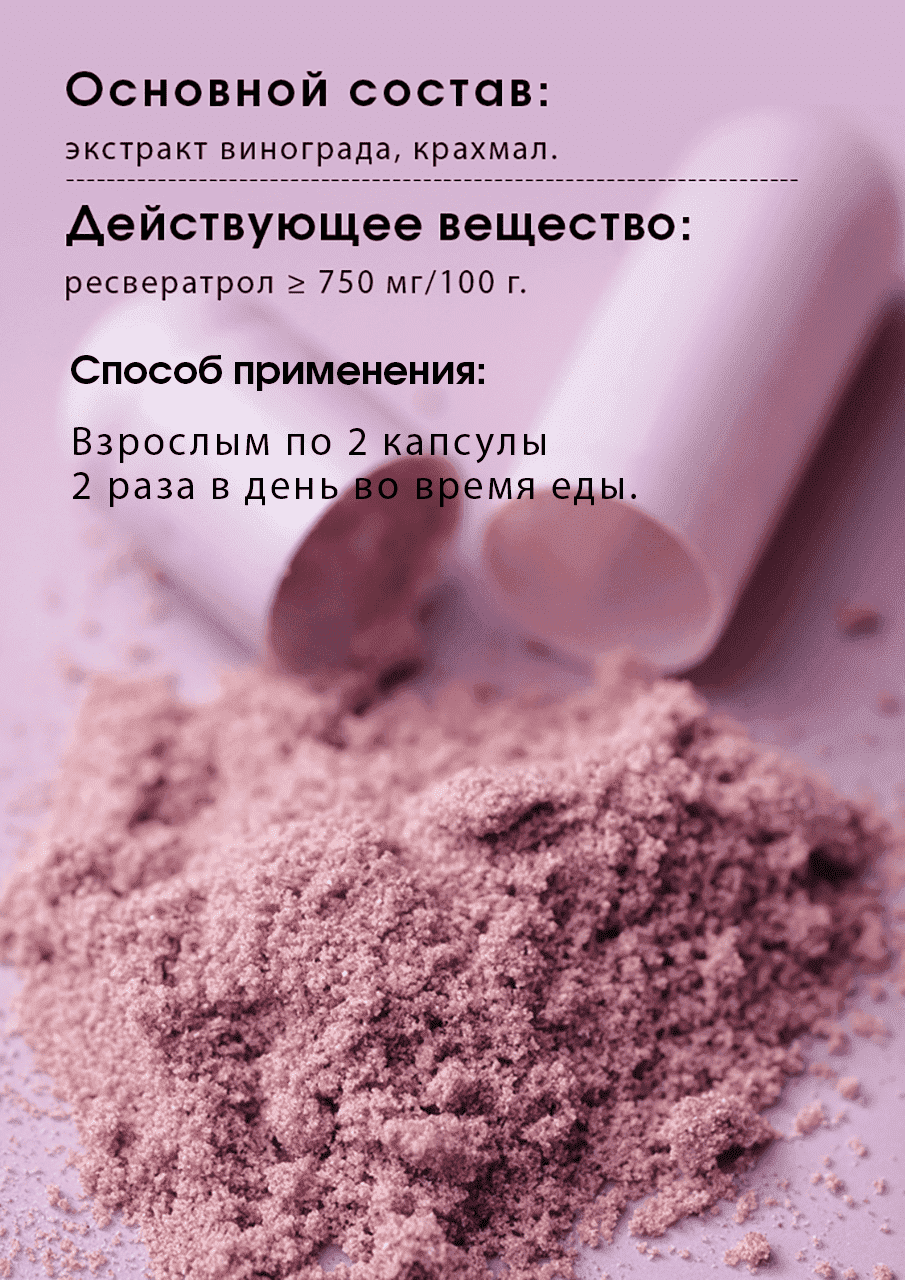 Основной состав:
экстракт винограда, крахмал.
Действующее вещество:
ресвератрол ≥ 750 мг/100 г.
Способ применения:
Взрослым по 2 капсулы
2 раза в день во время еды.